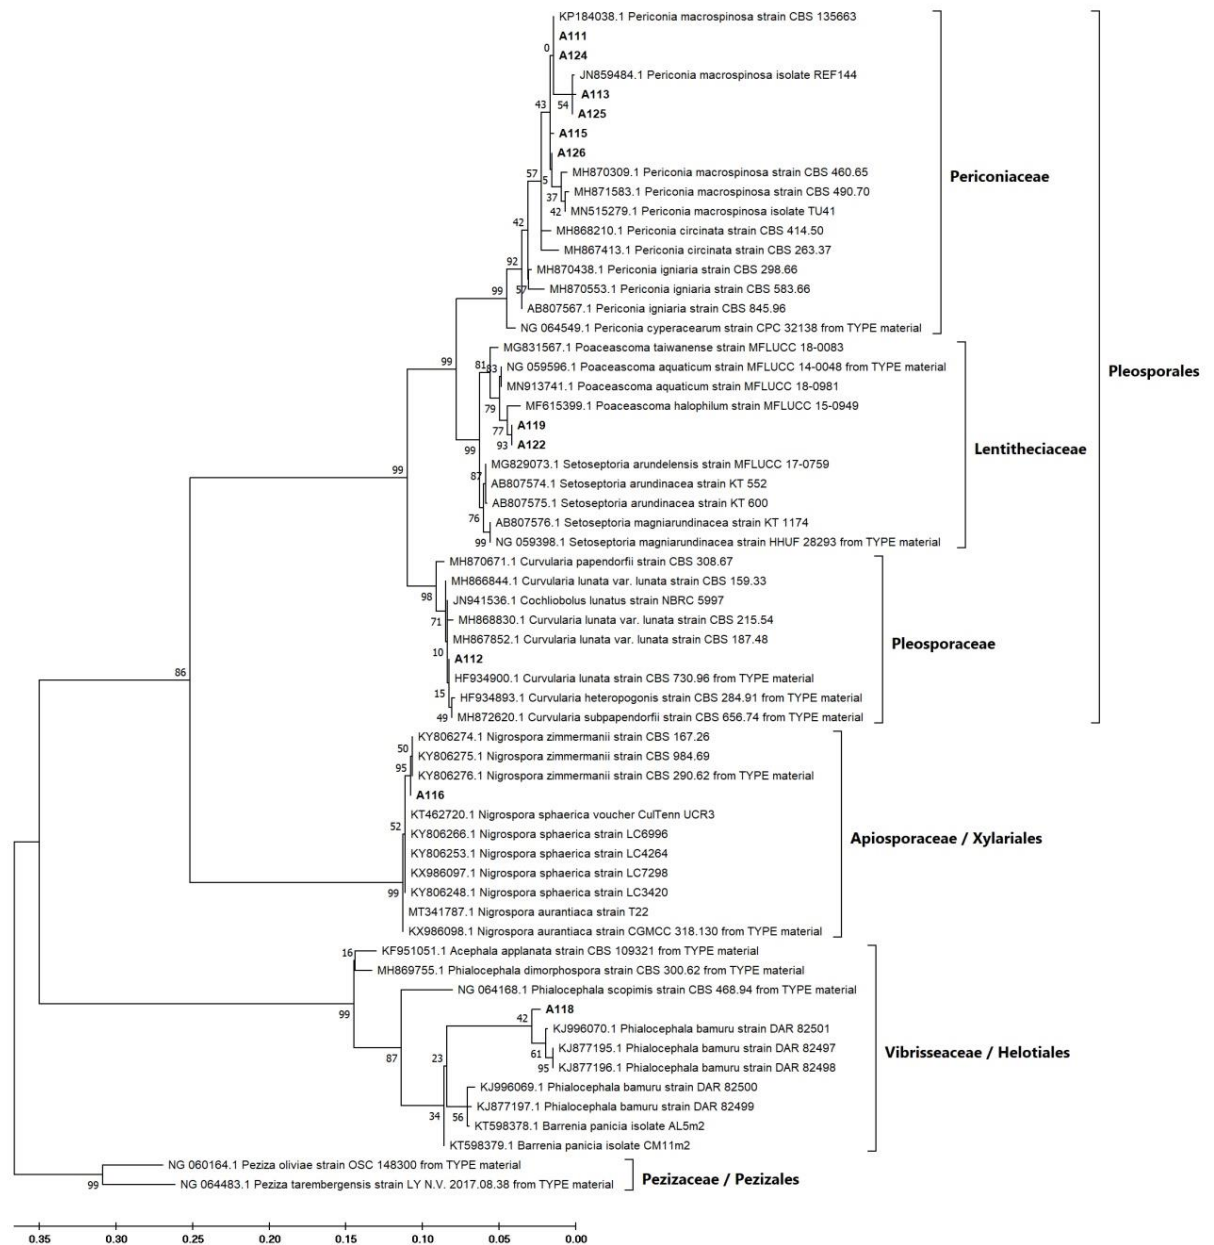 KP184038.1 Periconia macrospinosa strain CBS 135663
A111
0
A124
JN859484.1 Periconia macrospinosa isolate REF144
A113
43
54
A125
A115
A126
57
5
MH870309.1 Periconia macrospinosa strain CBS 460.65
Periconiaceae
37
MH871583.1 Periconia macrospinosa strain CBS 490.70
42
MN515279.1 Periconia macrospinosa isolate TU41
42
MH868210.1 Periconia circinata strain CBS 414.50
MH867413.1 Periconia circinata strain CBS 263.37
92
MH870438.1 Periconia igniaria strain CBS 298.66
99
57
MH870553.1 Periconia igniaria strain CBS 583.66
AB807567.1 Periconia igniaria strain CBS 845.96
NG 064549.1 Periconia cyperacearum strain CPC 32138 from TYPE material
MG831567.1 Poaceascoma taiwanense strain MFLUCC 18-0083
99
81
83
NG 059596.1 Poaceascoma aquaticum strain MFLUCC 14-0048 from TYPE material
Pleosporales
MN913741.1 Poaceascoma aquaticum strain MFLUCC 18-0981
79
MF615399.1 Poaceascoma halophilum strain MFLUCC 15-0949
77
A119
93
A122
99
Lentitheciaceae
99
87
MG829073.1 Setoseptoria arundelensis strain MFLUCC 17-0759
AB807574.1 Setoseptoria arundinacea strain KT 552
AB807575.1 Setoseptoria arundinacea strain KT 600
76
AB807576.1 Setoseptoria magniarundinacea strain KT 1174
99
NG 059398.1 Setoseptoria magniarundinacea strain HHUF 28293 from TYPE material
MH870671.1 Curvularia papendorfii strain CBS 308.67
MH866844.1 Curvularia lunata var. lunata strain CBS 159.33
98
JN941536.1 Cochliobolus lunatus strain NBRC 5997
71
MH868830.1 Curvularia lunata var. lunata strain CBS 215.54
MH867852.1 Curvularia lunata var. lunata strain CBS 187.48
Pleosporaceae
10
A112
86
HF934900.1 Curvularia lunata strain CBS 730.96 from TYPE material
15
HF934893.1 Curvularia heteropogonis strain CBS 284.91 from TYPE material
49
MH872620.1 Curvularia subpapendorfii strain CBS 656.74 from TYPE material
KY806274.1 Nigrospora zimmermanii strain CBS 167.26
50
KY806275.1 Nigrospora zimmermanii strain CBS 984.69
95
KY806276.1 Nigrospora zimmermanii strain CBS 290.62 from TYPE material
A116
KT462720.1 Nigrospora sphaerica voucher CulTenn UCR3
52
KY806266.1 Nigrospora sphaerica strain LC6996
Apiosporaceae / Xylariales
KY806253.1 Nigrospora sphaerica strain LC4264
KX986097.1 Nigrospora sphaerica strain LC7298
99
KY806248.1 Nigrospora sphaerica strain LC3420
MT341787.1 Nigrospora aurantiaca strain T22
KX986098.1 Nigrospora aurantiaca strain CGMCC 318.130 from TYPE material
16
KF951051.1 Acephala applanata strain CBS 109321 from TYPE material
MH869755.1 Phialocephala dimorphospora strain CBS 300.62 from TYPE material
NG 064168.1 Phialocephala scopimis strain CBS 468.94 from TYPE material
99
42
A118
KJ996070.1 Phialocephala bamuru strain DAR 82501
87
23
61
KJ877195.1 Phialocephala bamuru strain DAR 82497
Vibrisseaceae / Helotiales
95
KJ877196.1 Phialocephala bamuru strain DAR 82498
KJ996069.1 Phialocephala bamuru strain DAR 82500
34
56
KJ877197.1 Phialocephala bamuru strain DAR 82499
KT598378.1 Barrenia panicia isolate AL5m2
KT598379.1 Barrenia panicia isolate CM11m2
NG 060164.1 Peziza oliviae strain OSC 148300 from TYPE material
Pezizaceae / Pezizales
99
NG 064483.1 Peziza tarembergensis strain LY N.V. 2017.08.38 from TYPE material
0.35 0.30 0.25 0.20 0.15 0.10 0.05 0.00